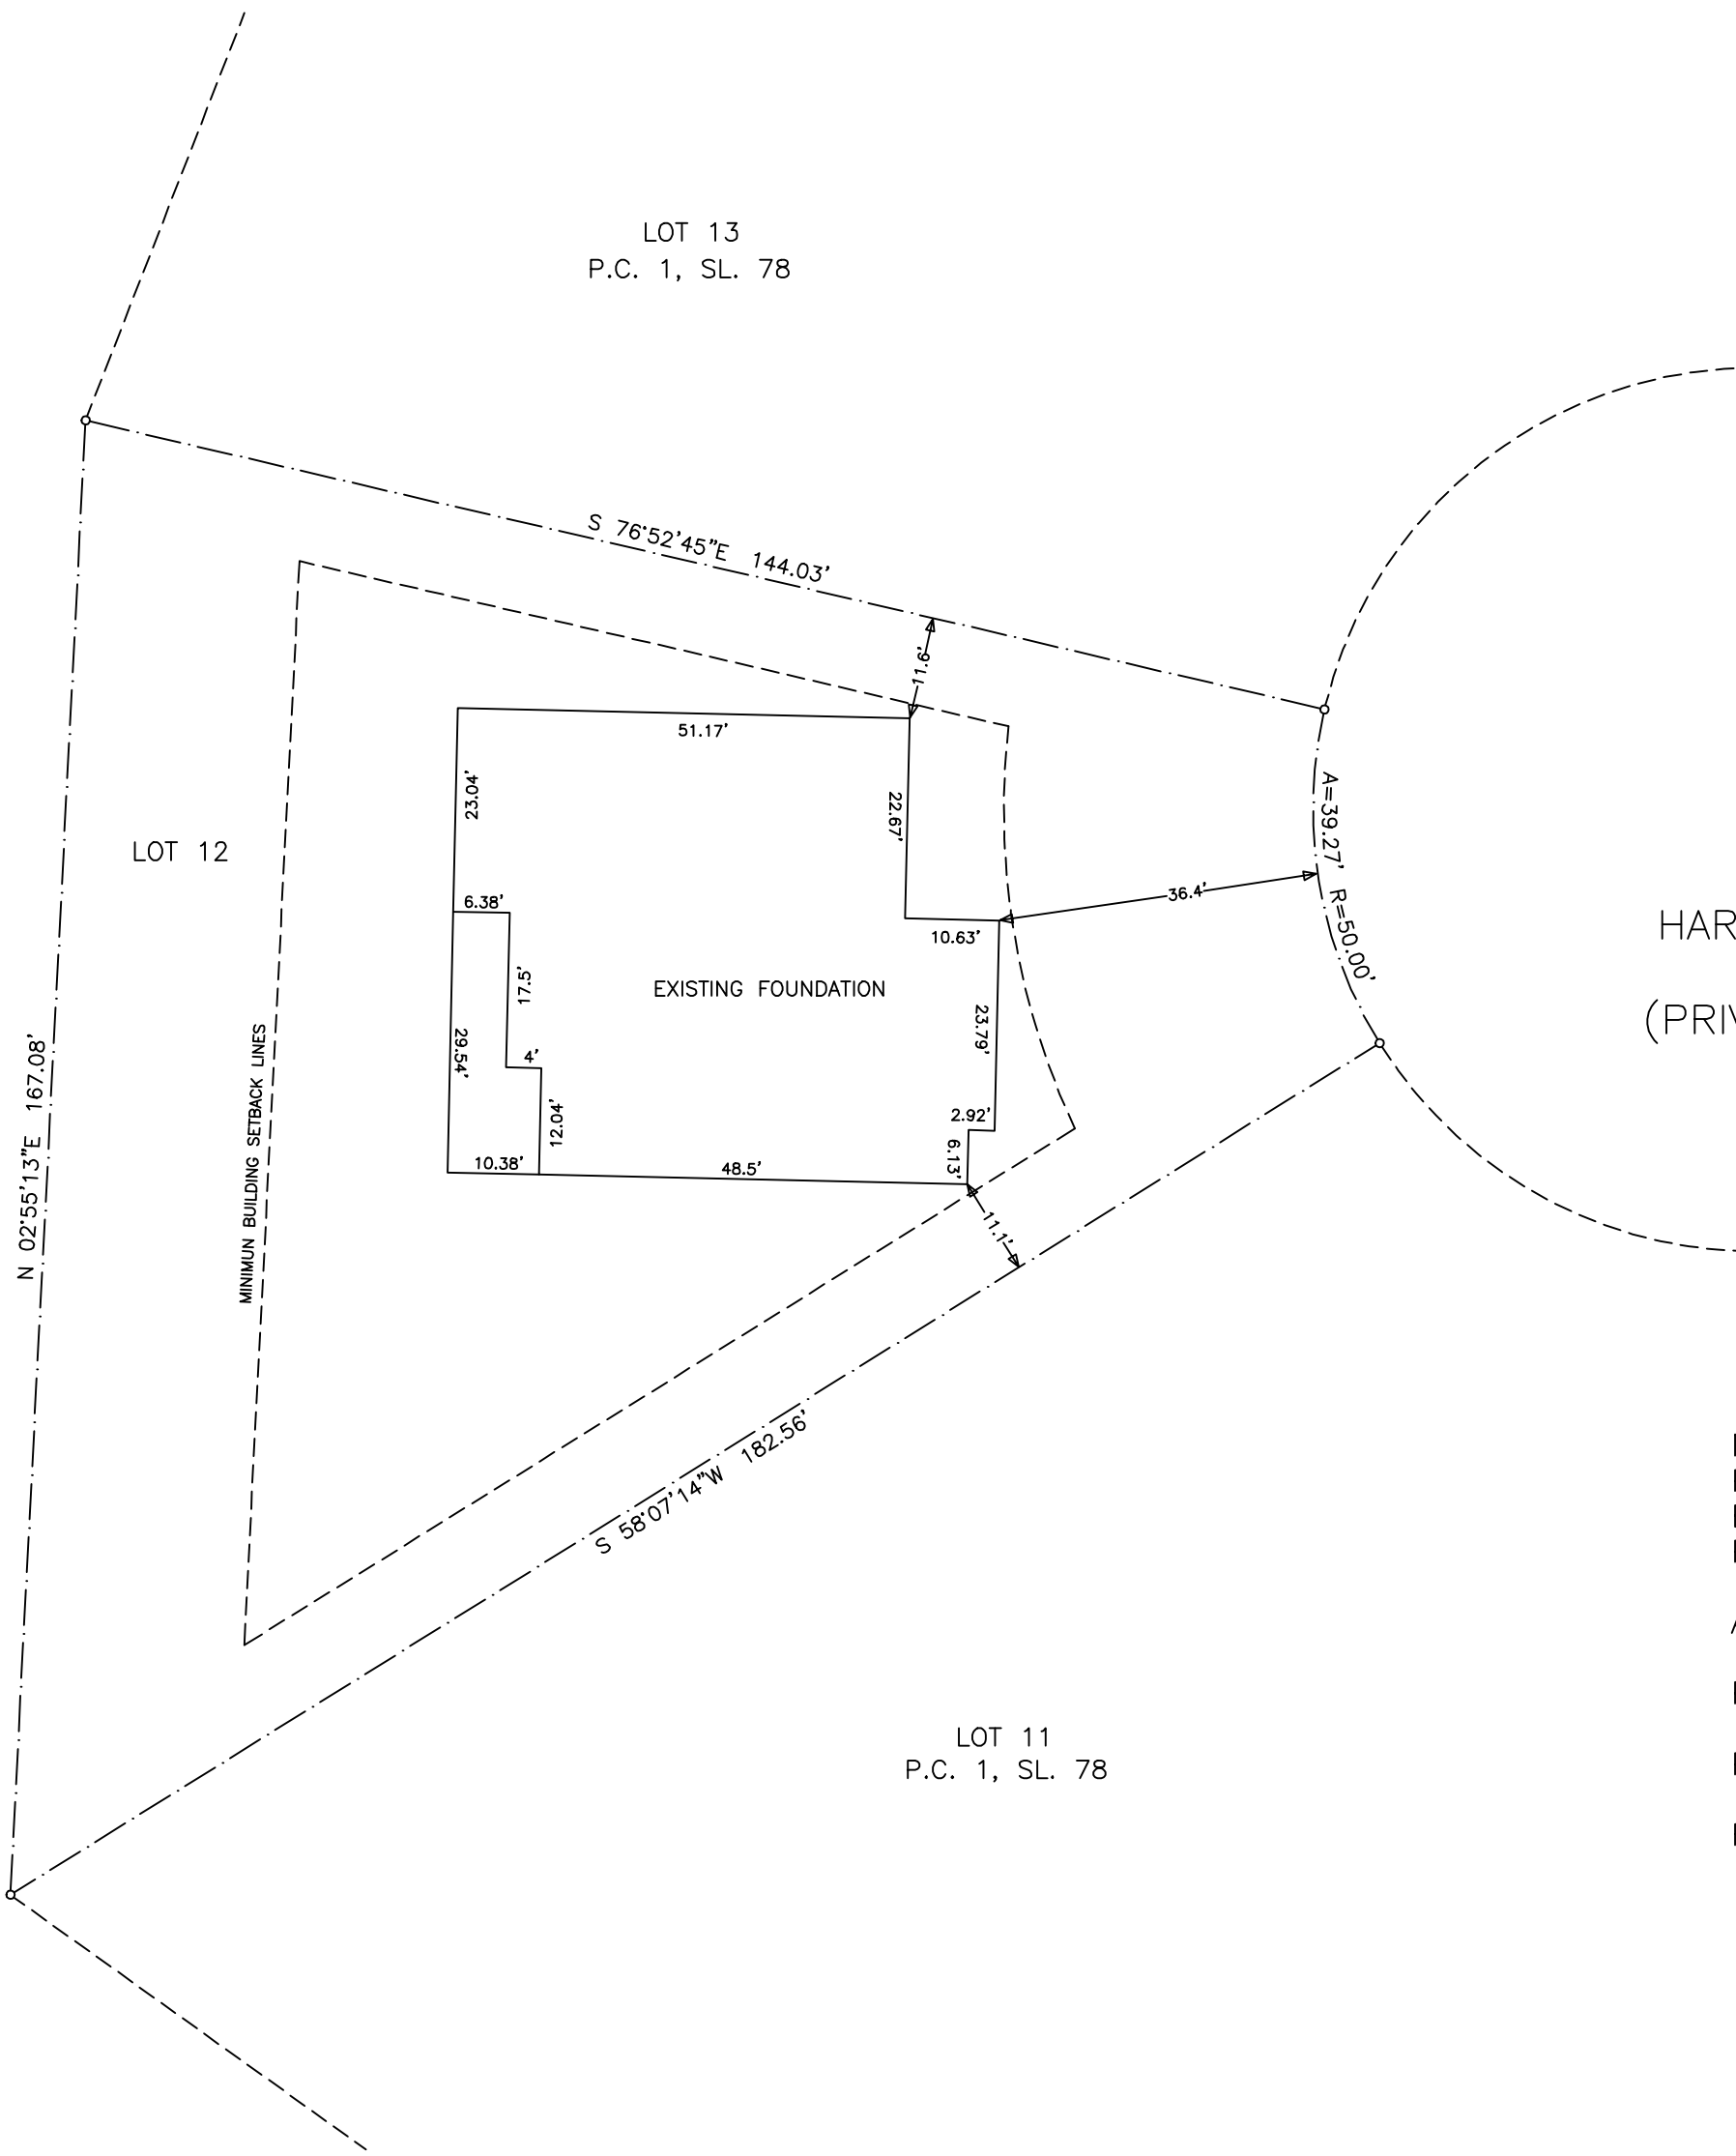 LOT 13
P.C. 1, SL. 78
S 76°52'45"E 144.03'
11.6'
51.17'
23.04'
22.67'
A=39.27' R=50.00'
LOT 12
36.4'
6.38'
10.63'
HAR
EXISTING FOUNDATION
17.5'
(PRIV
29.54'
23.79'
4'
N 02°55'13"E 167.08'
MINIMUN BUILDING SETBACK LINES
12.04'
2.92'
6.13'
10.38'
48.5'
11.1'
S 58°07'14"W 182.56'
LOT 11
P.C. 1, SL. 78